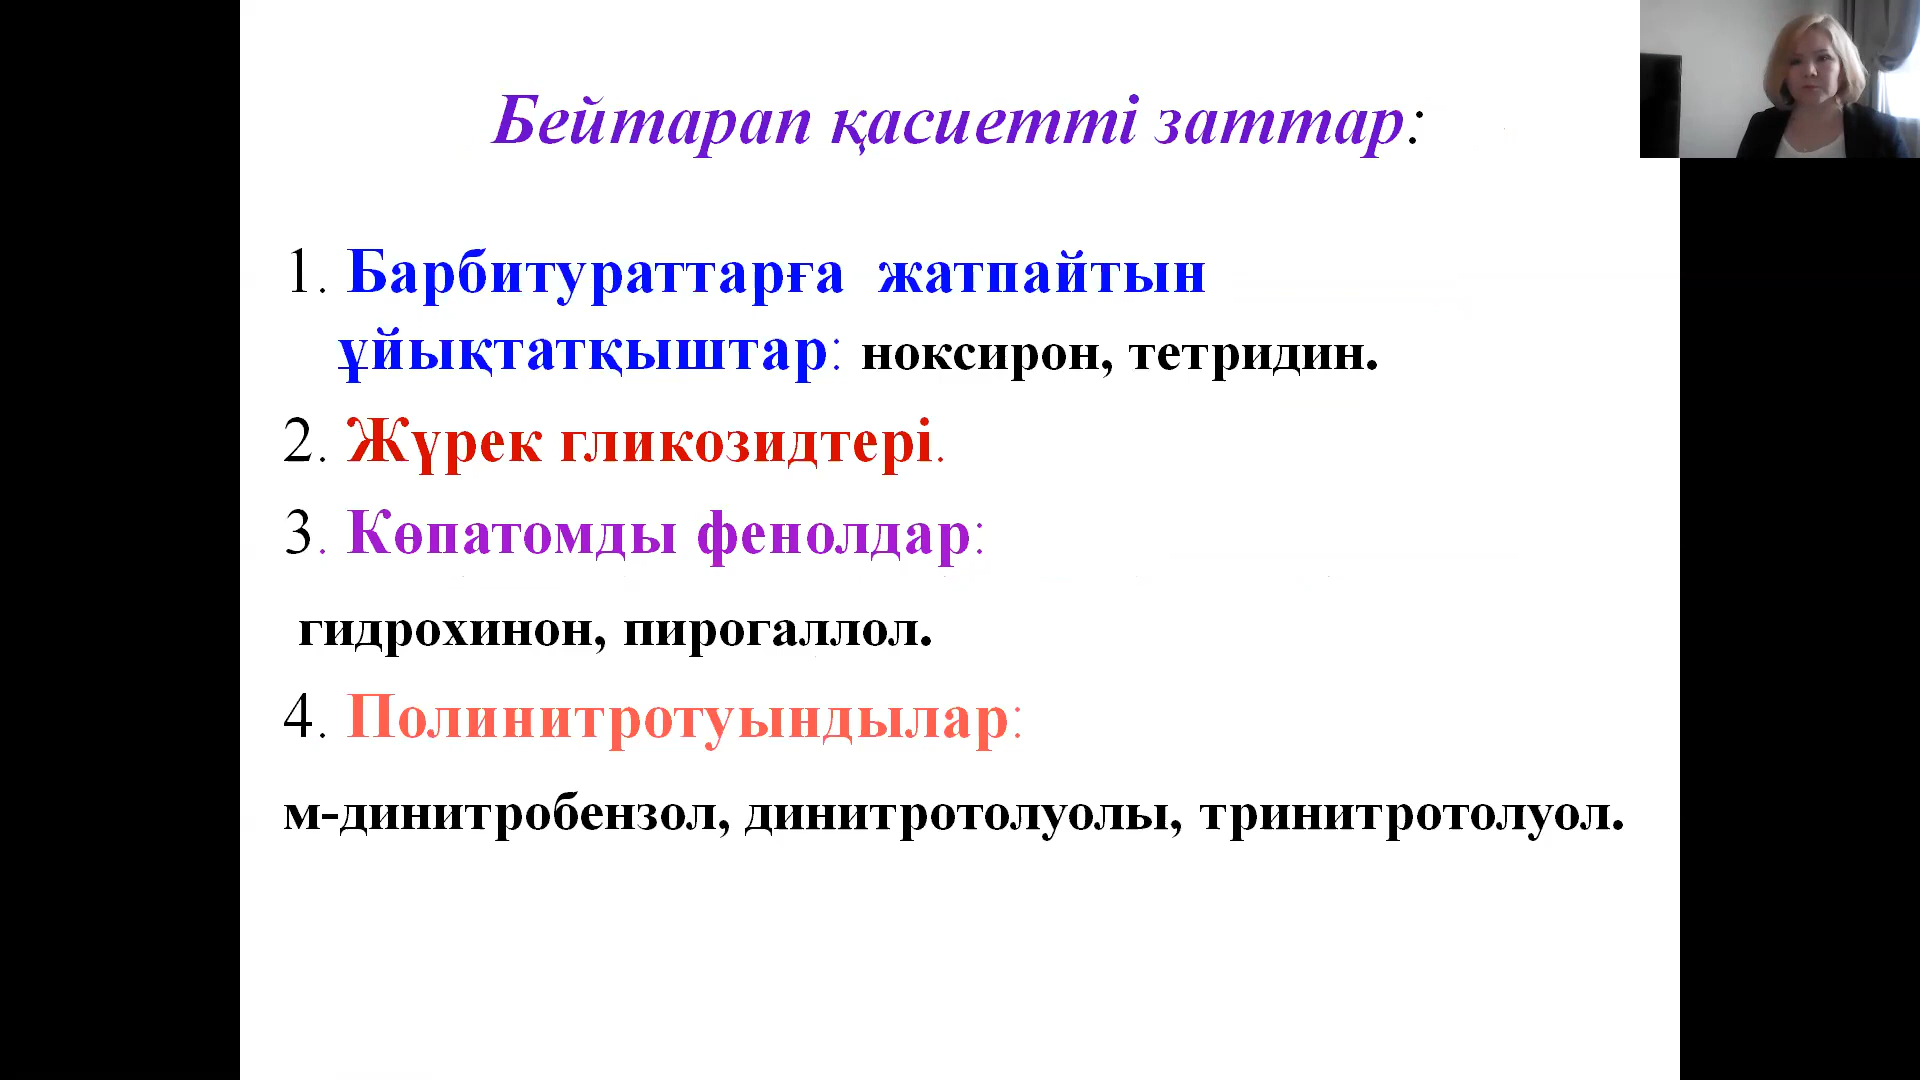 Бейтарап қасиетті заттар:
1. Барбитураттарға жатпайтын
ұйықтатқыштар: ноксирон, тетридин.
2. Жүрек гликозидтері.
3. Көпатомды фенолдар:
гидрохинон, пирогаллол.
4. Полинитротуындылар:
м-динитробензол, динитротолуолы, тринитротолуол.